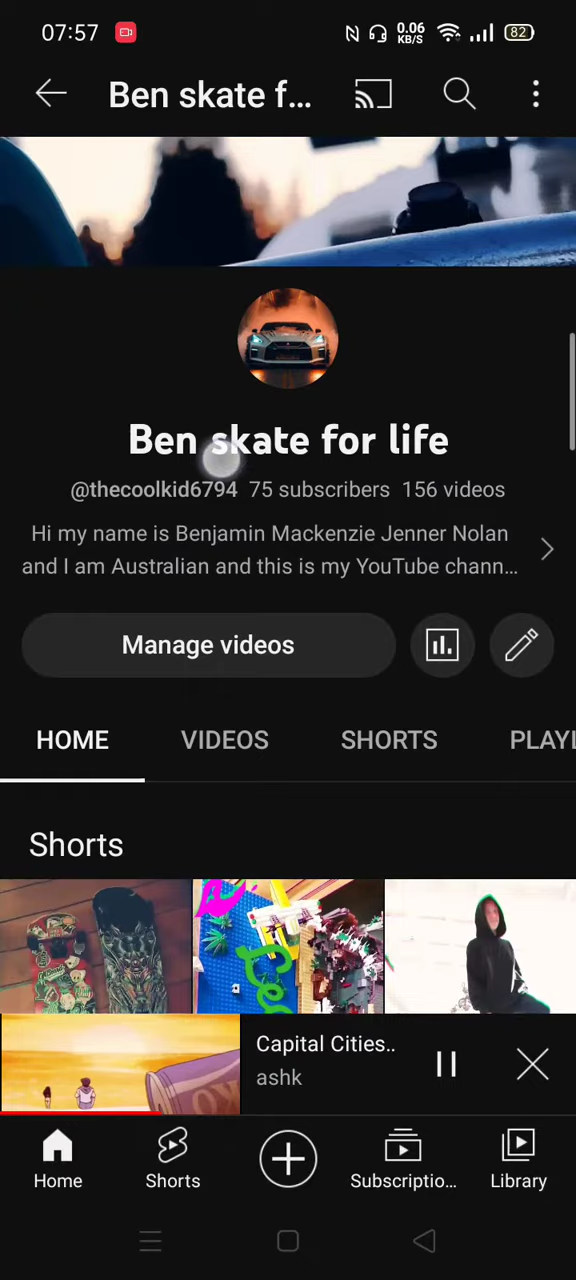 07:57 0.06 KB/S 82
Ben skate f...
Ben skate for life
@thecoolkid6794 75 subscribers 156 videos
Hi my name is Benjamin Mackenzie Jenner Nolan
and I am Australian and this is my YouTube chann...
Manage videos
HOME VIDEOS SHORTS PLAYL
Shorts
Capital Cities..
ashk
Home Shorts Subscriptio... Library